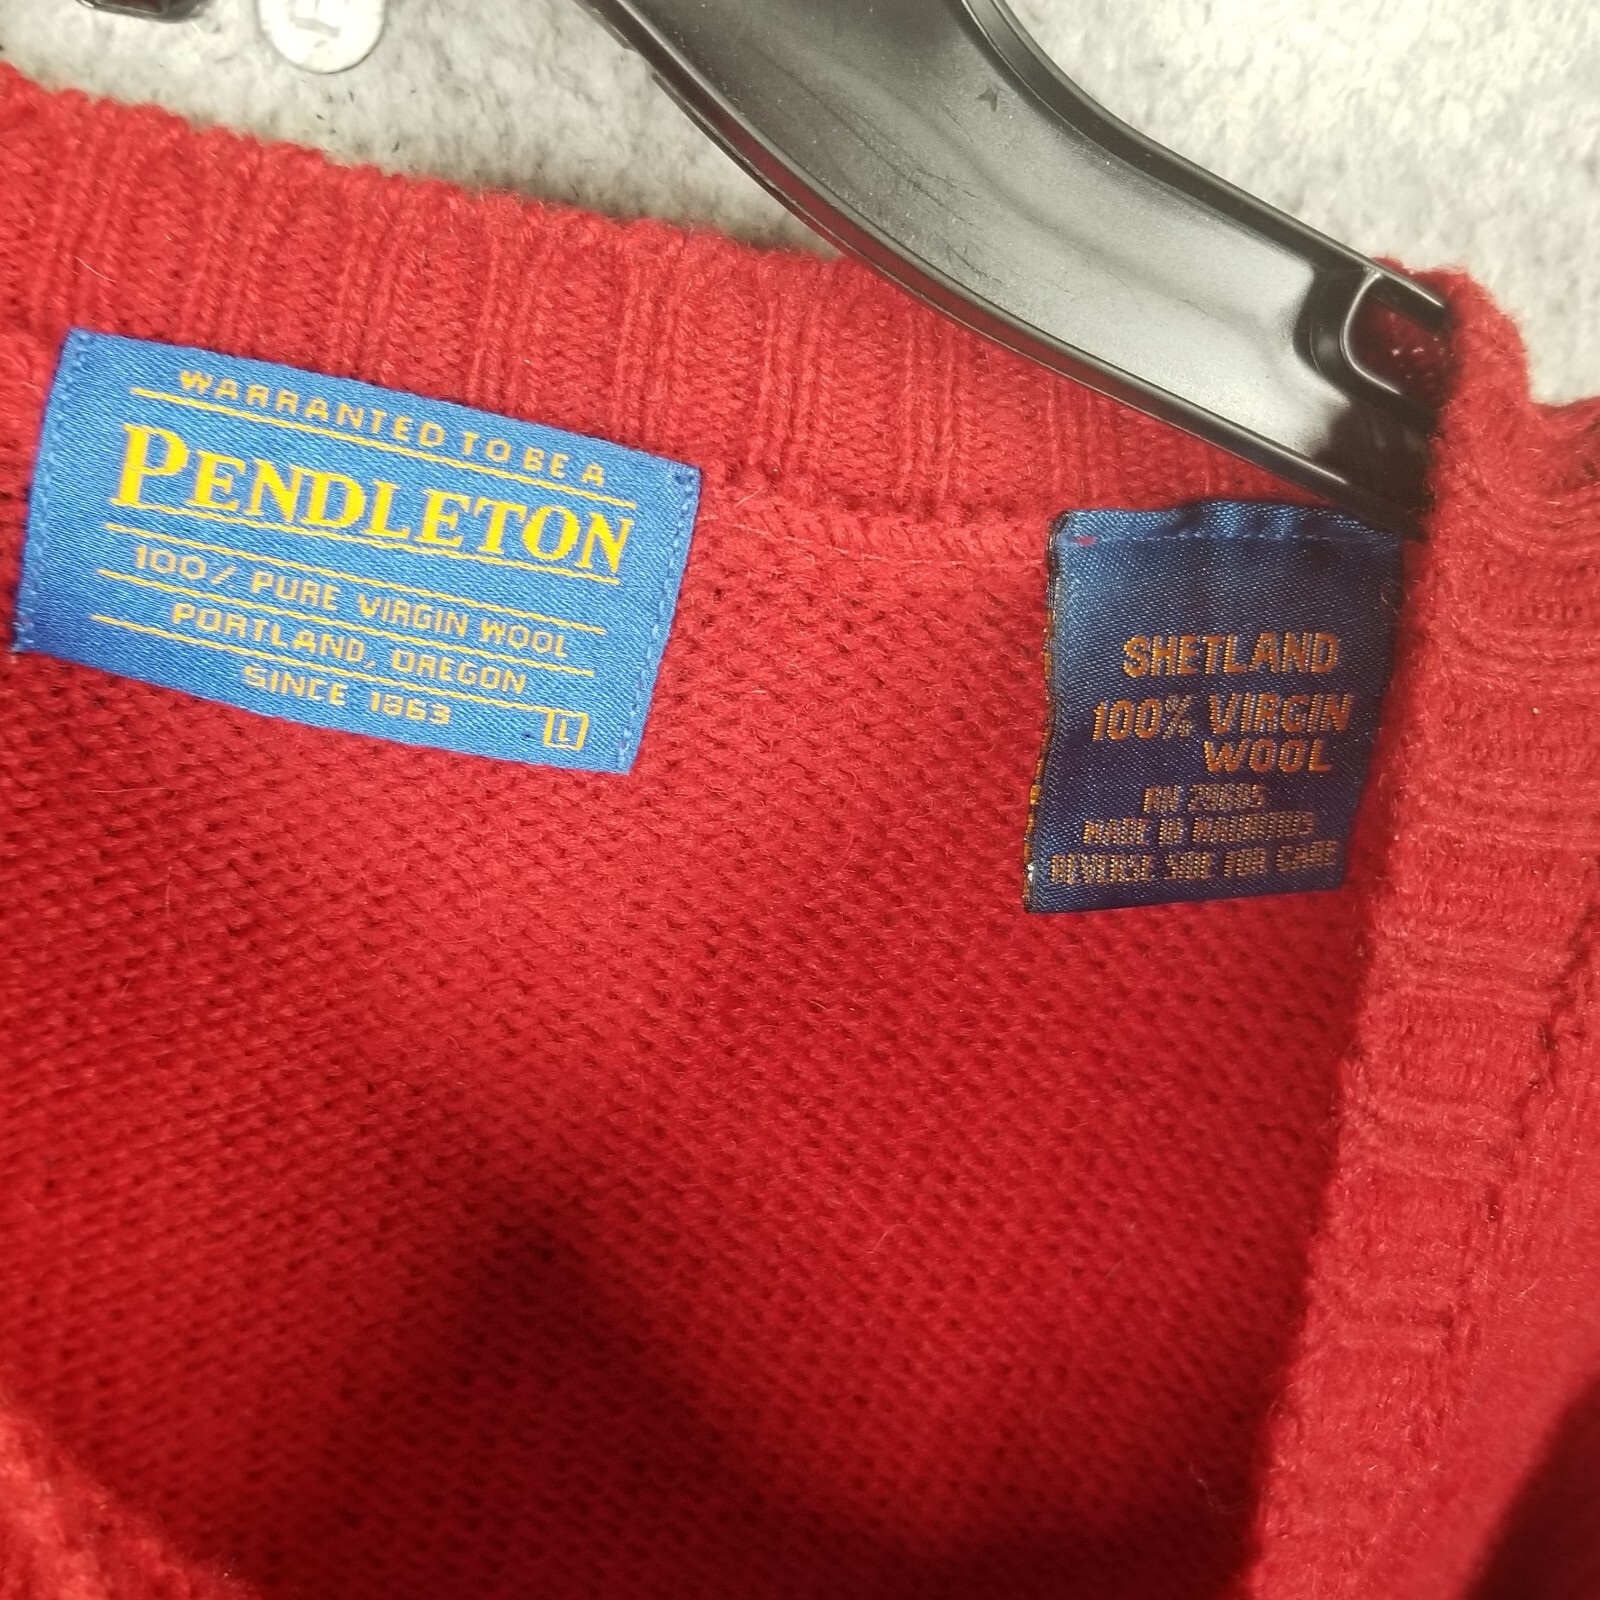 WARRANTED TO BE A
PENDLETON
100% PURE VIRGIN WOOL
PORTLAND, OREGON
SINCE 1863
L
SHETLAND
100% VIRGIN
WOOL
RN 29685
MADE IN MAURITIUS
REVERSE SIDE FOR CARE